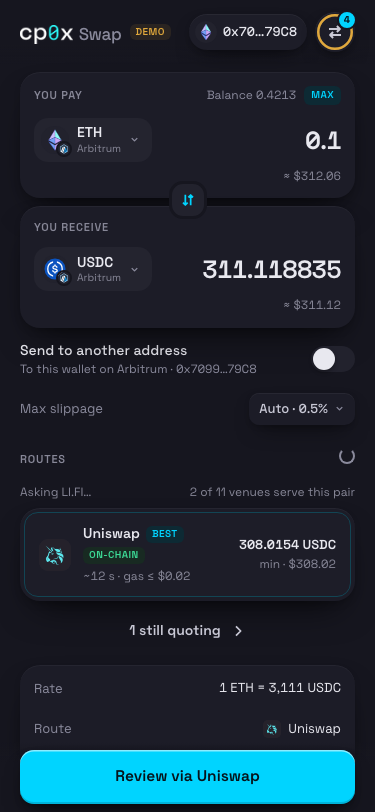 cp0x Swap DEMO 0x70...79C8 4
YOU PAY Balance 0.4213 MAX
ETH
Arbitrum
0.1
≈ $312.06
YOU RECEIVE
USDC
Arbitrum
311.118835
≈ $311.12
Send to another address
To this wallet on Arbitrum · 0x7099…79C8
Max slippage Auto · 0.5%
ROUTES
Asking LI.FI… 2 of 11 venues serve this pair
Uniswap BEST
ON-CHAIN
~12 s · gas ≤ $0.02
308.0154 USDC
min · $308.02
1 still quoting
Rate 1 ETH = 3,111 USDC
Route Uniswap
Review via Uniswap